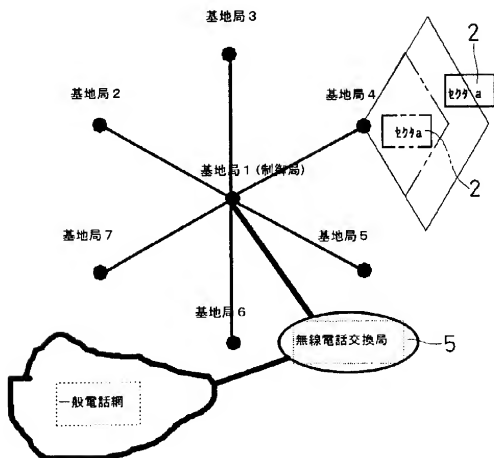 基地局3
2
基地局2
基地局4
セクタa
セクタa
2
基地局1(制御局)
基地局7
基地局5
基地局6
無線電話交換局
5
一般電話網